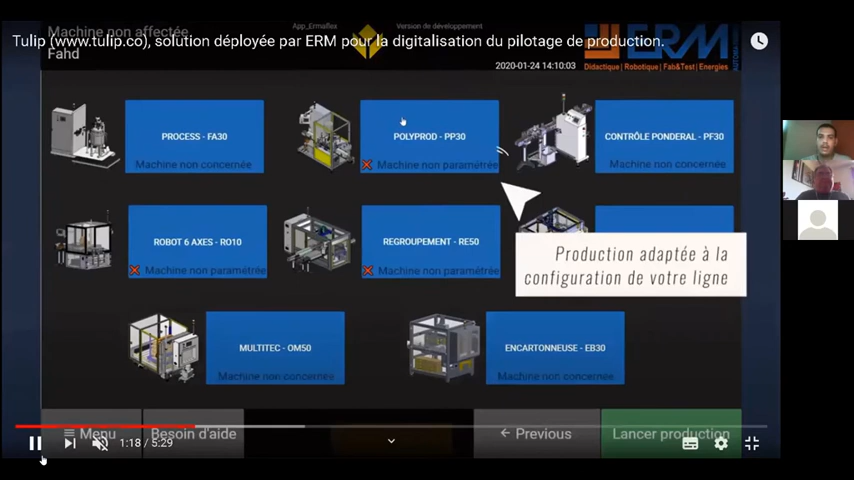 Machine non affectée
App_Ermaflex
Version de développement
Tulip (www.tulip.co), solution déployée par ERM pour la digitalisation du pilotage de production.
Fahd
ERM
AUTOMA
Didactique | Robotique | Fab&Test | Energies
2020-01-24 14:10:03
PROCESS - FA30
Machine non concernée
POLYPROD - PP30
Machine non paramétrée
CONTRÔLE PONDERAL - PF30
Machine non concernée
ROBOT 6 AXES - RO10
Machine non paramétrée
REGROUPEMENT - RE50
Machine non paramétrée
Production adaptée à la
configuration de votre ligne
MULTITEC - OM50
Machine non concernée
ENCARTONNEUSE - EB30
Machine non concernée
Menu
Besoin d'aide
Previous
Lancer production
1:18 / 5:29